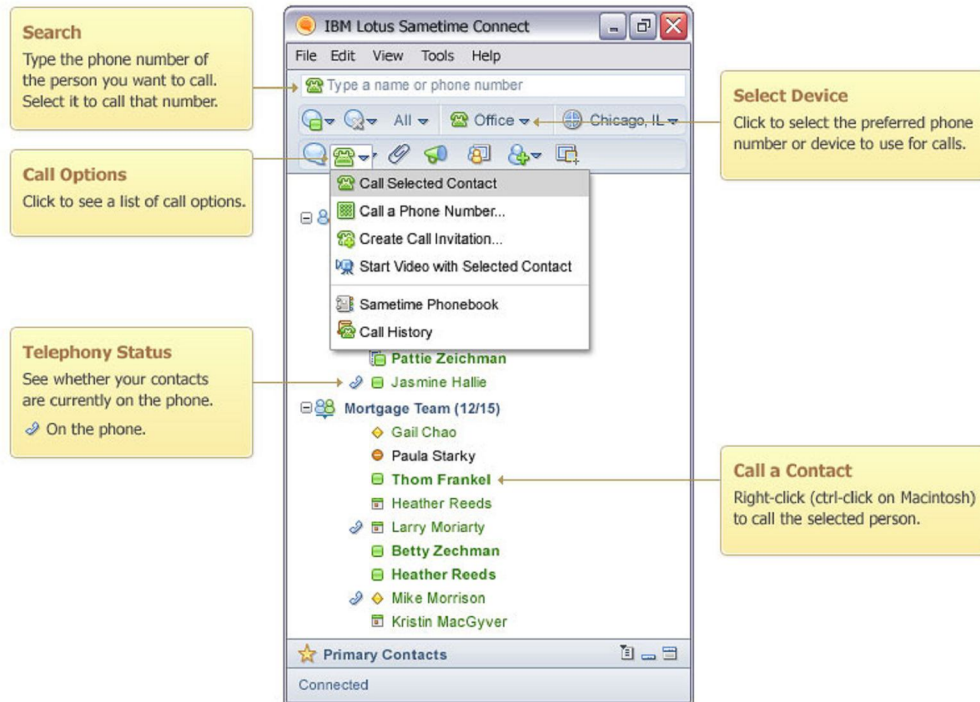 Search
Type the phone number of
the person you want to call.
Select it to call that number.
Call Options
Click to see a list of call options.
Telephony Status
See whether your contacts
are currently on the phone.
On the phone.
IBM Lotus Sametime Connect
File Edit View Tools Help
Type a name or phone number
All Office Chicago, IL
Call Selected Contact
Call a Phone Number...
Create Call Invitation...
Start Video with Selected Contact
Sametime Phonebook
Call History
Pattie Zeichman
Jasmine Hallie
Mortgage Team (12/15)
Gail Chao
Paula Starky
Thom Frankel
Heather Reeds
Larry Moriarty
Betty Zechman
Heather Reeds
Mike Morrison
Kristin MacGyver
Primary Contacts
Connected
Select Device
Click to select the preferred phone
number or device to use for calls.
Call a Contact
Right-click (ctrl-click on Macintosh)
to call the selected person.